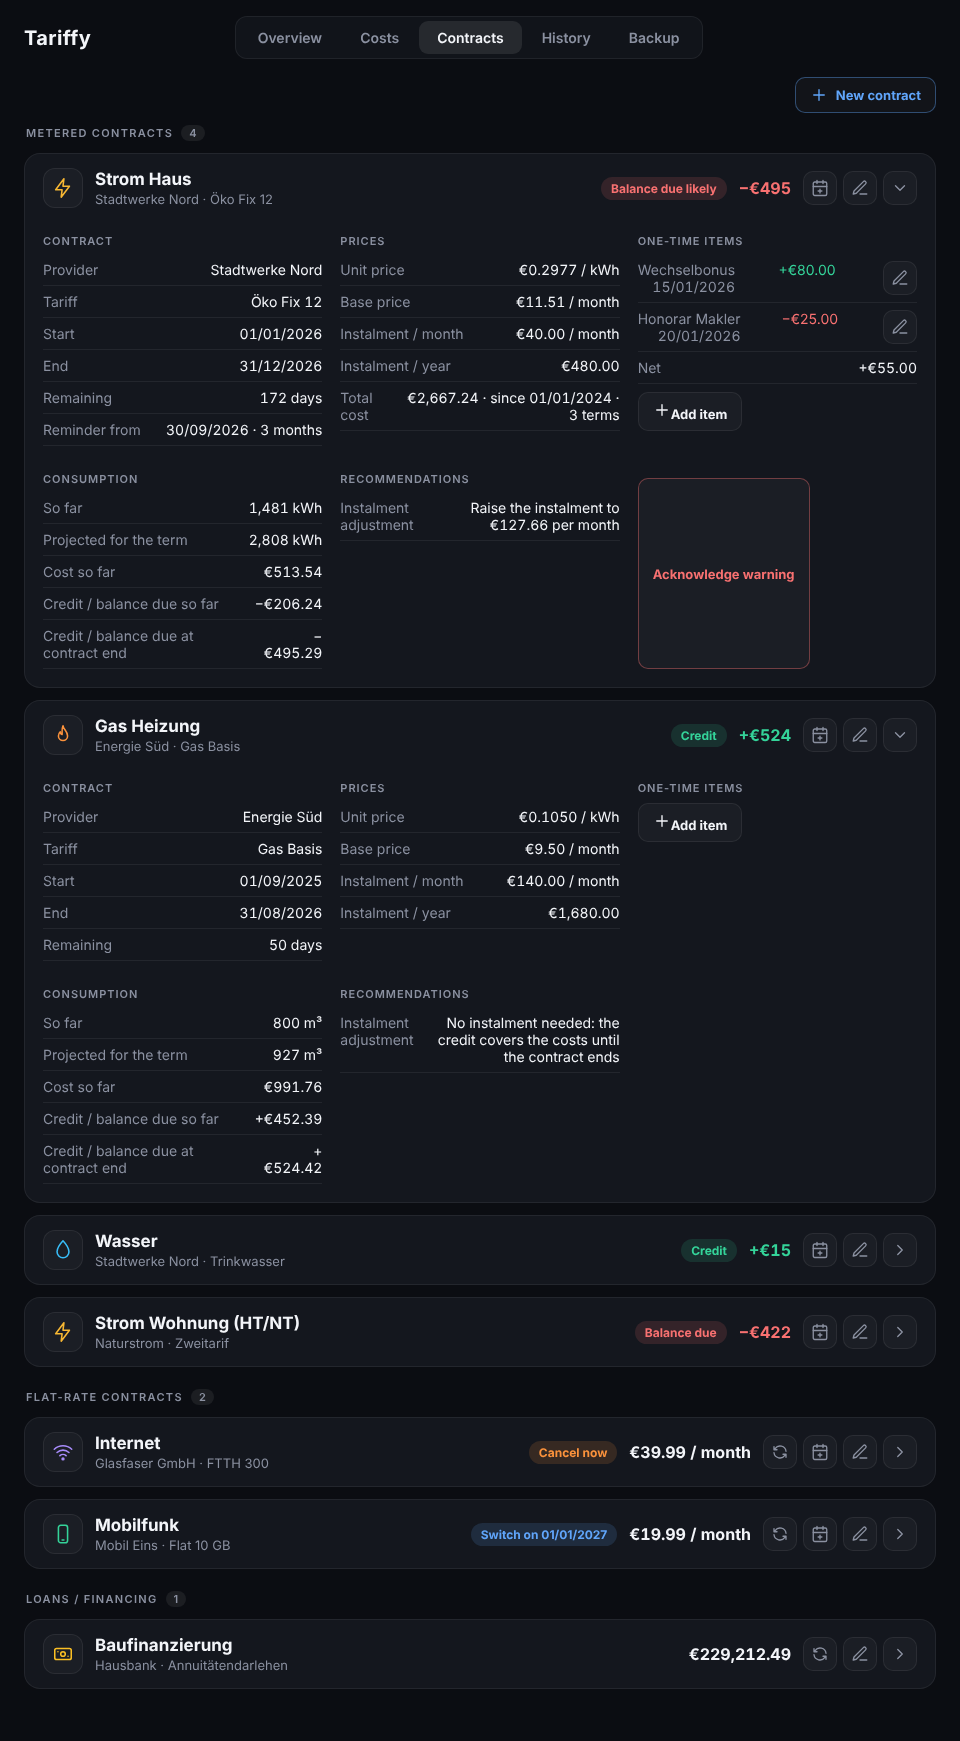 Tariffy
Overview
Costs
Contracts
History
Backup
+ New contract
METERED CONTRACTS 4
Strom Haus
Stadtwerke Nord · Öko Fix 12
Balance due likely
−€495
CONTRACT
Provider Stadtwerke Nord
Tariff Öko Fix 12
Start 01/01/2026
End 31/12/2026
Remaining 172 days
Reminder from 30/09/2026 · 3 months
PRICES
Unit price €0.2977 / kWh
Base price €11.51 / month
Instalment / month €40.00 / month
Instalment / year €480.00
Total €2,667.24 · since 01/01/2024 ·
cost 3 terms
ONE-TIME ITEMS
Wechselbonus +€80.00
15/01/2026
Honorar Makler −€25.00
20/01/2026
Net +€55.00
+ Add item
CONSUMPTION
So far 1,481 kWh
Projected for the term 2,808 kWh
Cost so far €513.54
Credit / balance due so far −€206.24
Credit / balance due at −
contract end €495.29
RECOMMENDATIONS
Instalment Raise the instalment to
adjustment €127.66 per month
Acknowledge warning
Gas Heizung
Energie Süd · Gas Basis
Credit
+€524
CONTRACT
Provider Energie Süd
Tariff Gas Basis
Start 01/09/2025
End 31/08/2026
Remaining 50 days
PRICES
Unit price €0.1050 / kWh
Base price €9.50 / month
Instalment / month €140.00 / month
Instalment / year €1,680.00
ONE-TIME ITEMS
+ Add item
CONSUMPTION
So far 800 m³
Projected for the term 927 m³
Cost so far €991.76
Credit / balance due so far +€452.39
Credit / balance due at +
contract end €524.42
RECOMMENDATIONS
Instalment No instalment needed: the
adjustment credit covers the costs until
the contract ends
Wasser
Stadtwerke Nord · Trinkwasser
Credit
+€15
Strom Wohnung (HT/NT)
Naturstrom · Zweitarif
Balance due
−€422
FLAT-RATE CONTRACTS 2
Internet
Glasfaser GmbH · FTTH 300
Cancel now
€39.99 / month
Mobilfunk
Mobil Eins · Flat 10 GB
Switch on 01/01/2027
€19.99 / month
LOANS / FINANCING 1
Baufinanzierung
Hausbank · Annuitätendarlehen
€229,212.49